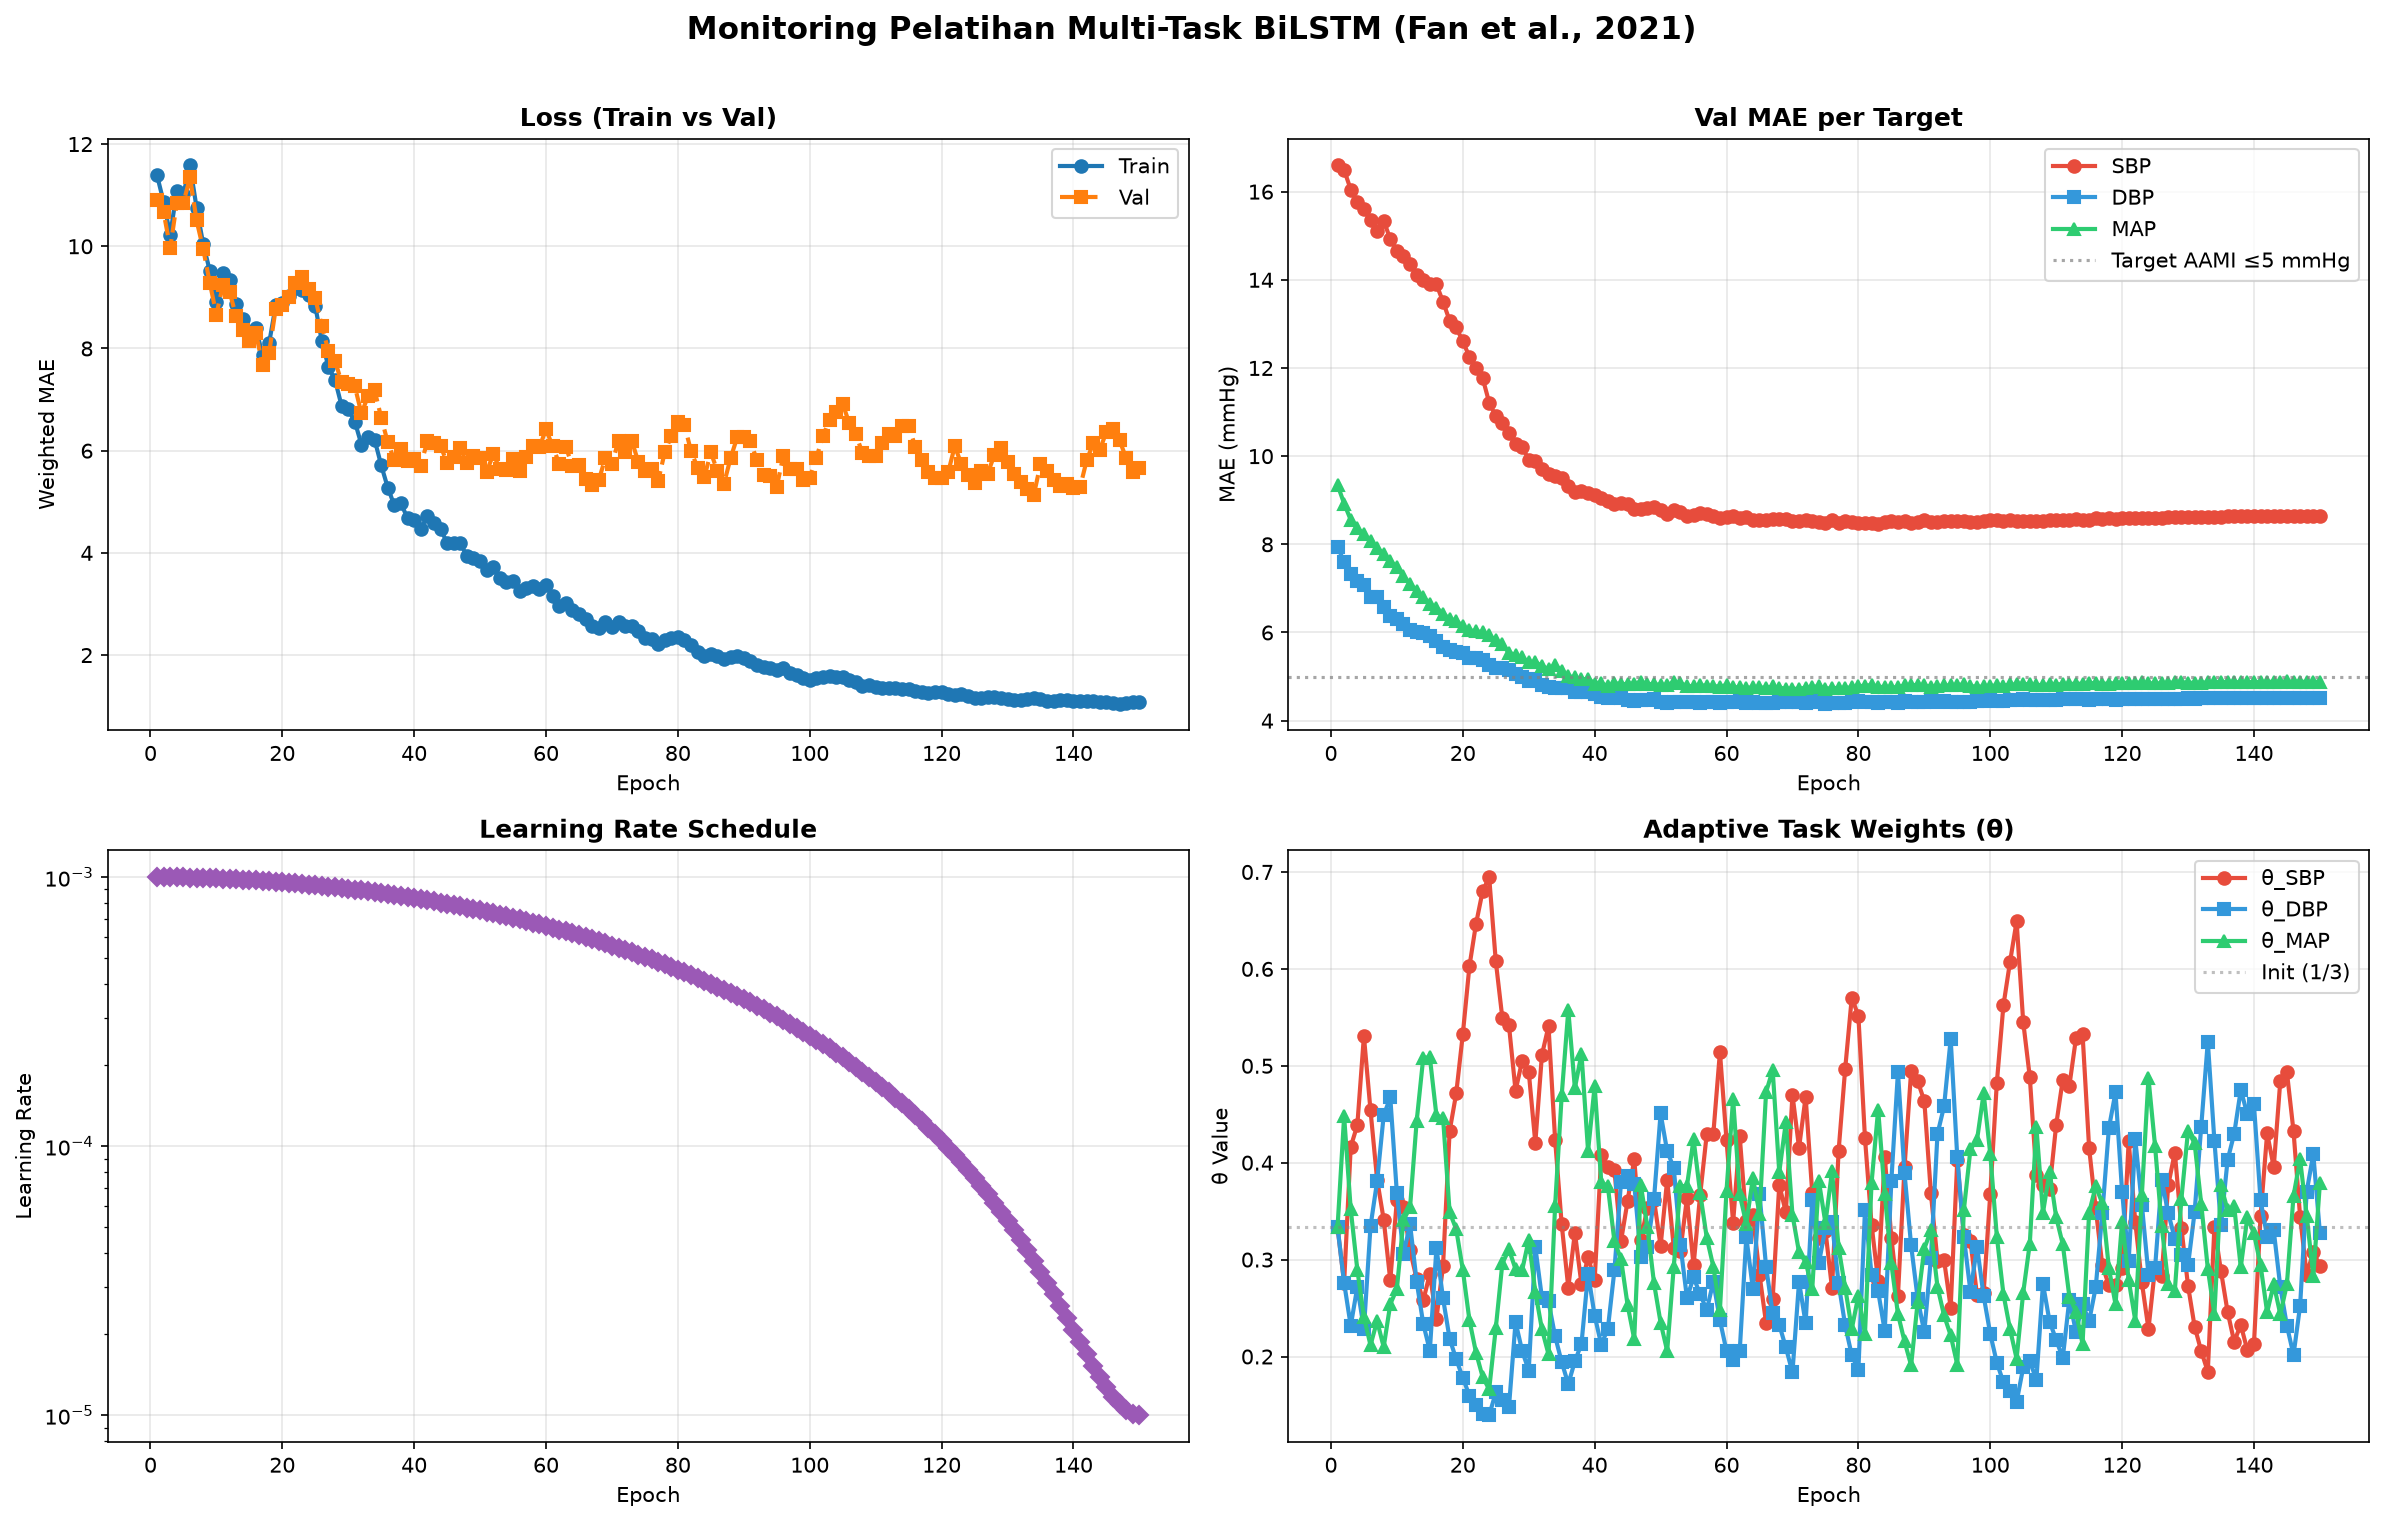 Monitoring Pelatihan Multi-Task BiLSTM (Fan et al., 2021)
Loss (Train vs Val)
12
10
8
6
4
2
Weighted MAE
Train
Val
0 20 40 60 80 100 120 140
Epoch
Val MAE per Target
16
14
12
10
8
6
4
MAE (mmHg)
SBP
DBP
MAP
Target AAMI ≤5 mmHg
0 20 40 60 80 100 120 140
Epoch
Learning Rate Schedule
10⁻³
10⁻⁴
10⁻⁵
Learning Rate
0 20 40 60 80 100 120 140
Epoch
Adaptive Task Weights (θ)
0.7
0.6
0.5
0.4
0.3
0.2
θ Value
θ_SBP
θ_DBP
θ_MAP
Init (1/3)
0 20 40 60 80 100 120 140
Epoch